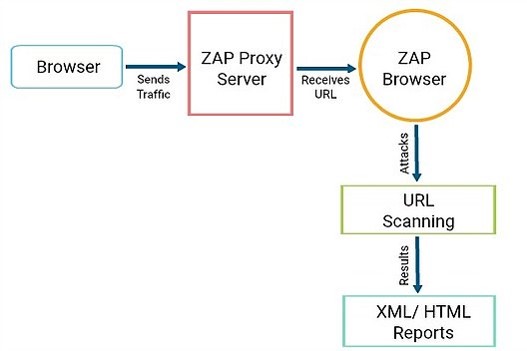 Browser
Sends
Traffic
ZAP Proxy
Server
Receives
URL
ZAP
Browser
Attacks
URL
Scanning
Results
XML/ HTML
Reports